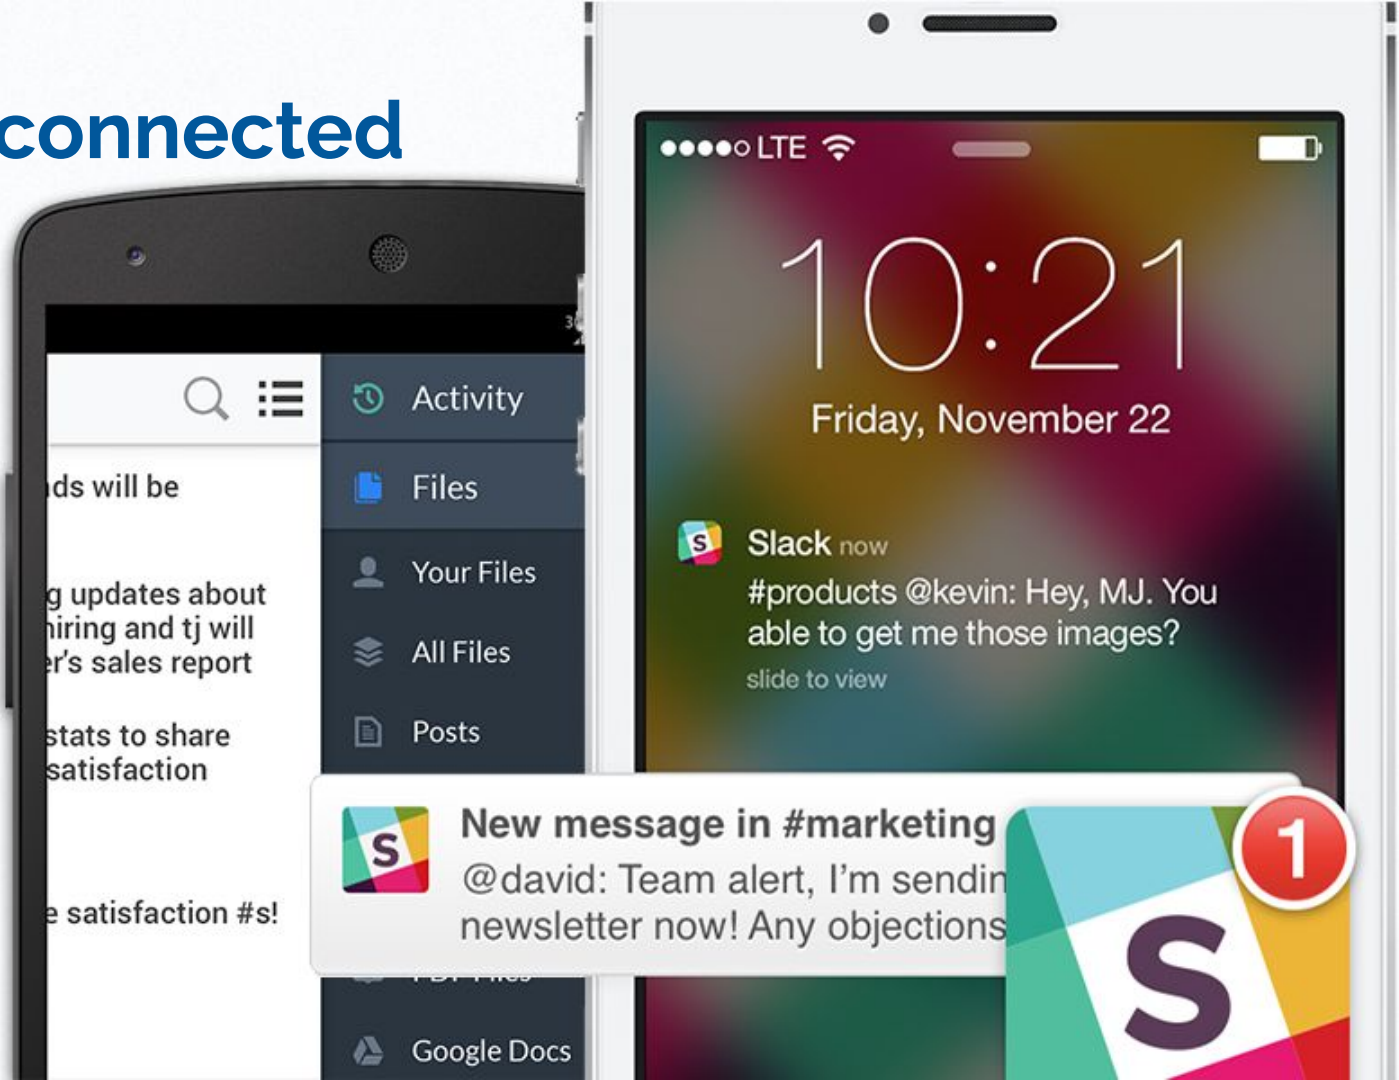 connected
Activity
Files
Your Files
All Files
Posts
Google Docs
will be
updates about
and tj will
sales report
stats to share
satisfaction
satisfaction #s!
LTE
10:21
Friday, November 22
Slack now
#products @kevin: Hey, MJ. You
able to get me those images?
slide to view
New message in #marketing
@david: Team alert, I'm
newsletter now! Any objections
S
S
S
1